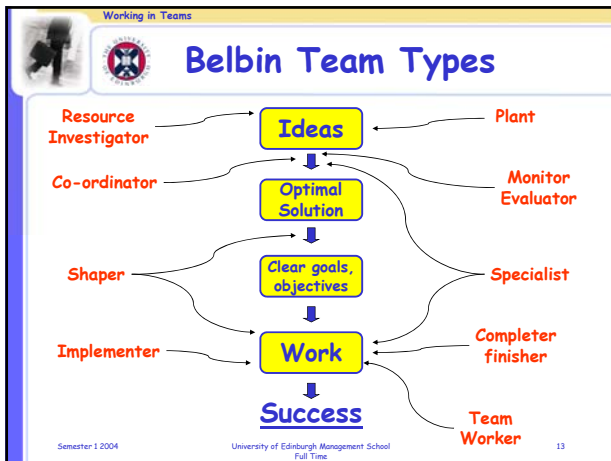 Working in Teams
Belbin Team Types
Resource
Investigator
Ideas
Plant
Co-ordinator
Optimal
Solution
Monitor
Evaluator
Shaper
Clear goals,
objectives
Specialist
Implementer
Work
Completer
finisher
Success
Team
Worker
Semester 1 2004
University of Edinburgh Management School
Full Time
13